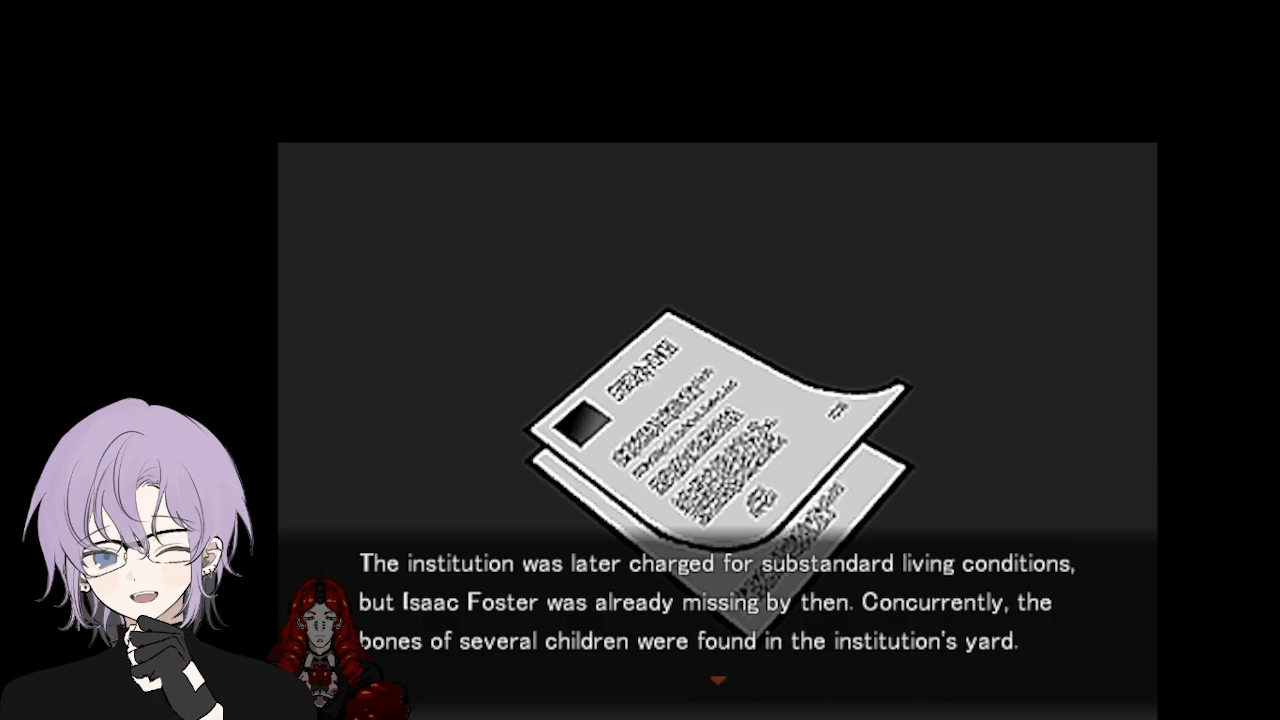 The institution was later charged for substandard living conditions,
but Isaac Foster was already missing by then. Concurrently, the
bones of several children were found in the institution's yard.